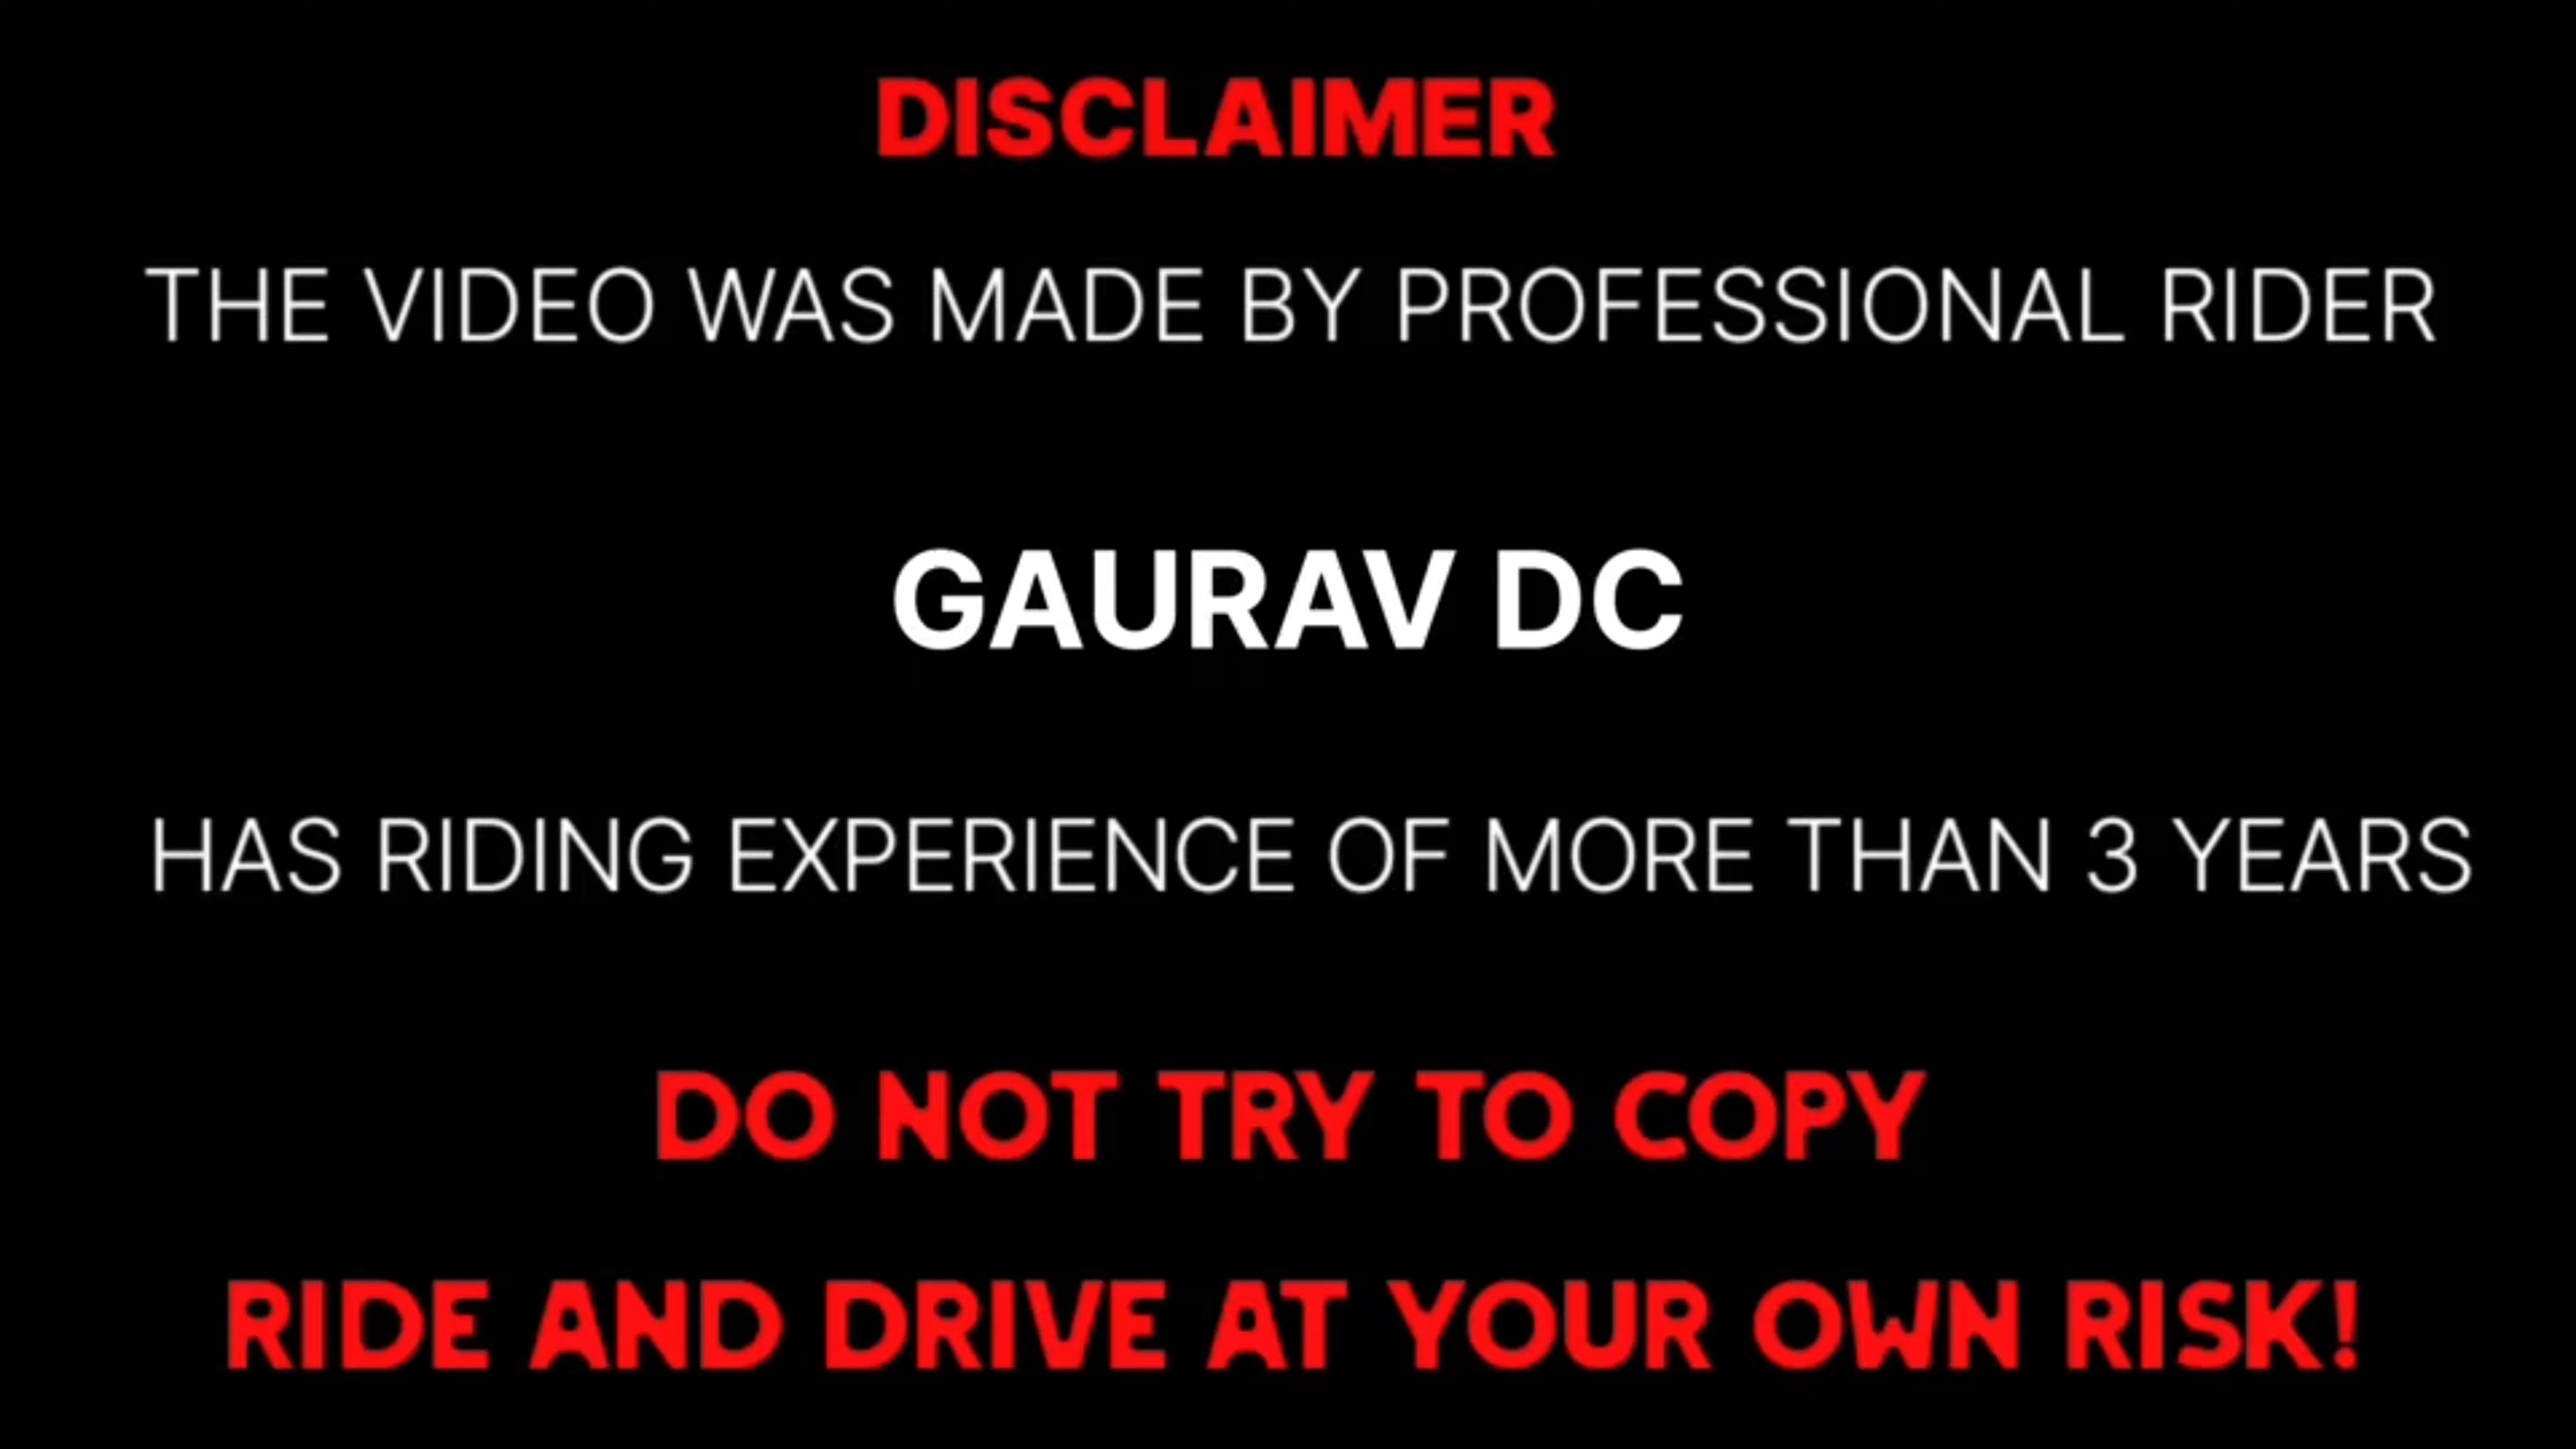 DISCLAIMER
THE VIDEO WAS MADE BY PROFESSIONAL RIDER
GAURAV DC
HAS RIDING EXPERIENCE OF MORE THAN 3 YEARS
DO NOT TRY TO COPY
RIDE AND DRIVE AT YOUR OWN RISK!